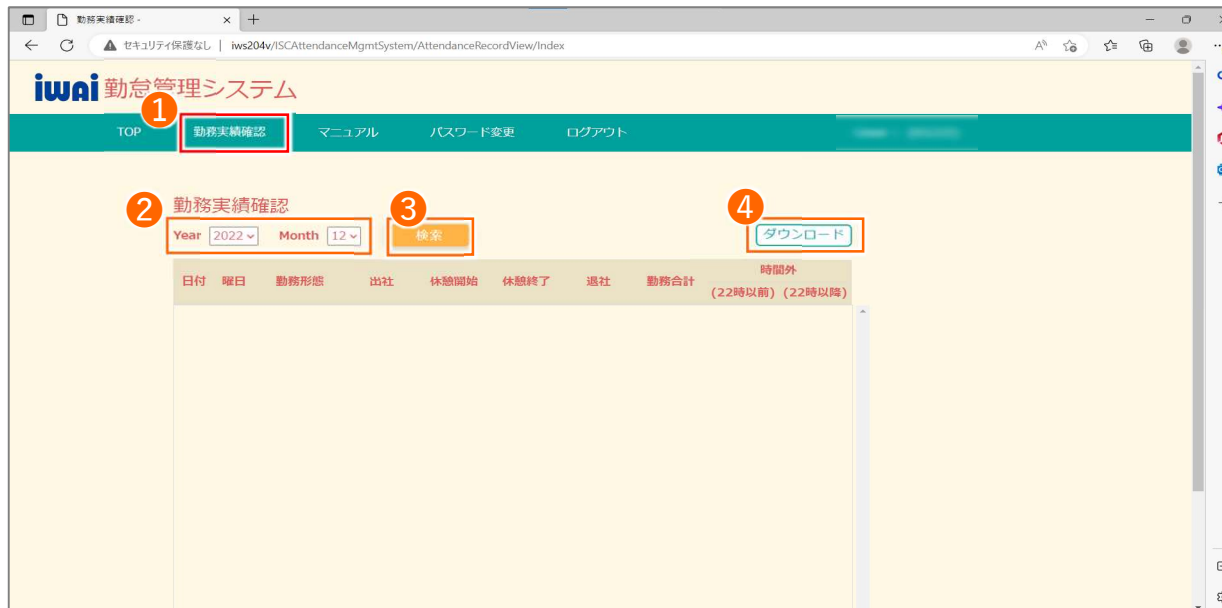 勤務実績確認 -
セキュリティ保護なし | iws204v/ISCAttendanceMgmtSystem/AttendanceRecordView/Index
iwai 勤怠管理システム
1
TOP 勤務実績確認 マニュアル パスワード変更 ログアウト
2 勤務実績確認 3 4
Year 2022 Month 12 検索 ダウンロード
時間外
日付 曜日 勤務形態 出社 休憩開始 休憩終了 退社 勤務合計
(22時以前) (22時以降)